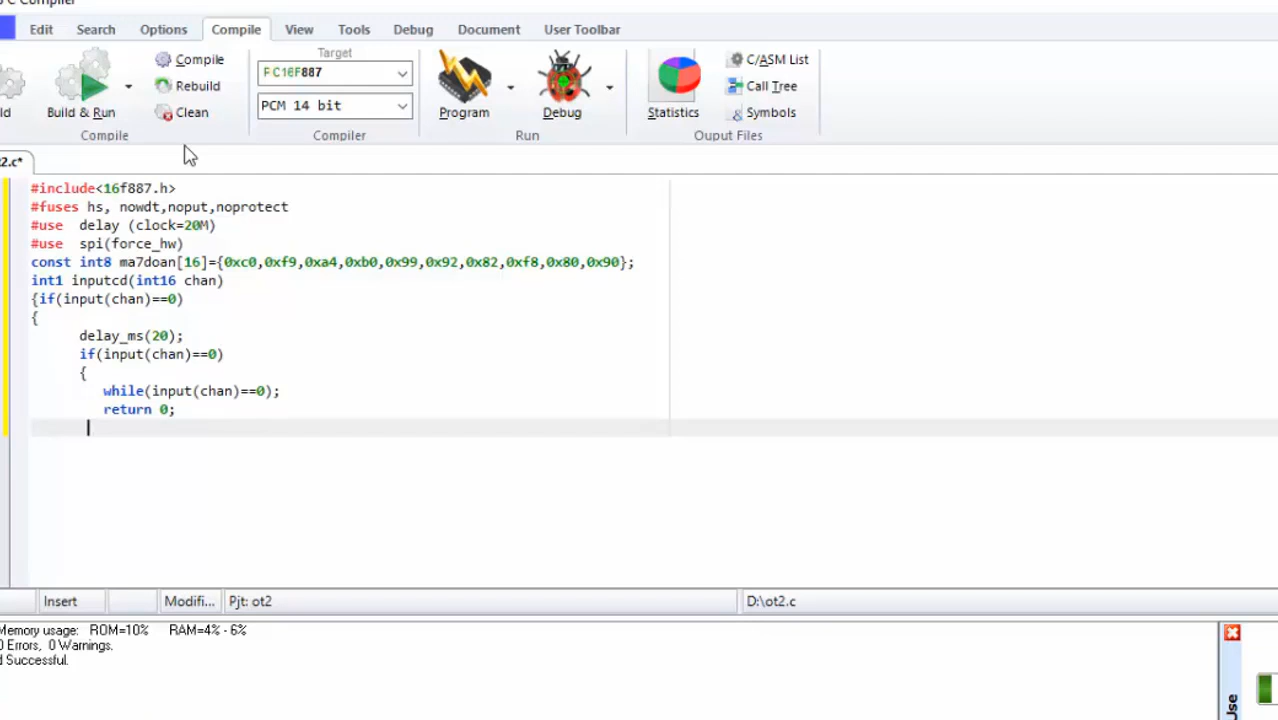 C Compiler
Edit Search Options Compile View Tools Debug Document User Toolbar
Build & Run
Compile
Rebuild
Clean
Compile
Target
PCM 14 bit
Compiler
Program
Debug
Run
Statistics
C/ASM List
Call Tree
Symbols
Ouput Files
t2.c*
#include<16f887.h>
#fuses hs, nowdt,noput,noprotect
#use  delay (clock=20M)
#use  spi(force_hw)
const int8 ma7doan[16]={0xc0,0xf9,0xa4,0xb0,0x99,0x92,0x82,0xf8,0x80,0x90};
int1 inputcd(int16 chan)
{if(input(chan)==0)
{
delay_ms(20);
if(input(chan)==0)
{
while(input(chan)==0);
return 0;
Insert Modifi... Pjt: ot2 D:\ot2.c
Memory usage: ROM=10% RAM=4% - 6%
0 Errors, 0 Warnings.
d Successful.
Use